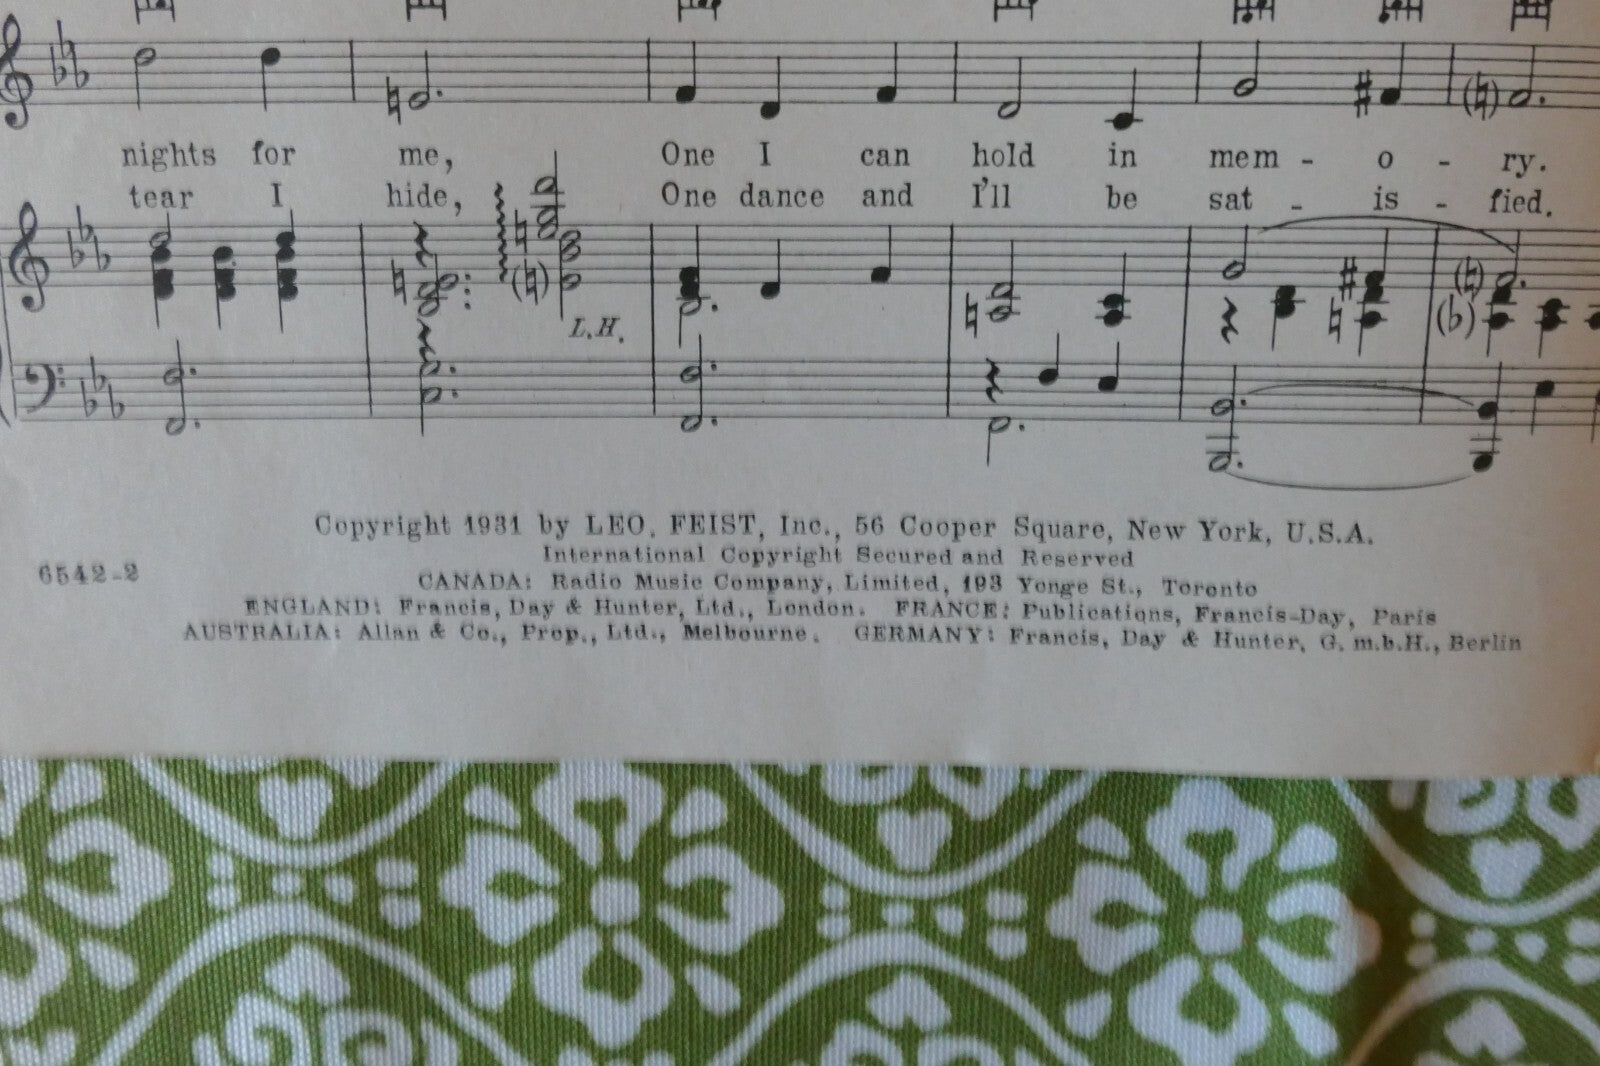 nights for me, One I can hold in mem - o - ry.
tear I hide, One dance and I'll be sat - is - fied.
L.H.
Copyright 1931 by LEO. FEIST, Inc., 56 Cooper Square, New York, U.S.A.
International Copyright Secured and Reserved
6542-2
CANADA: Radio Music Company, Limited, 193 Yonge St., Toronto
ENGLAND: Francis, Day & Hunter, Ltd., London. FRANCE: Publications, Francis-Day, Paris
AUSTRALIA: Allan & Co., Prop., Ltd., Melbourne. GERMANY: Francis, Day & Hunter, G.m.b.H., Berlin